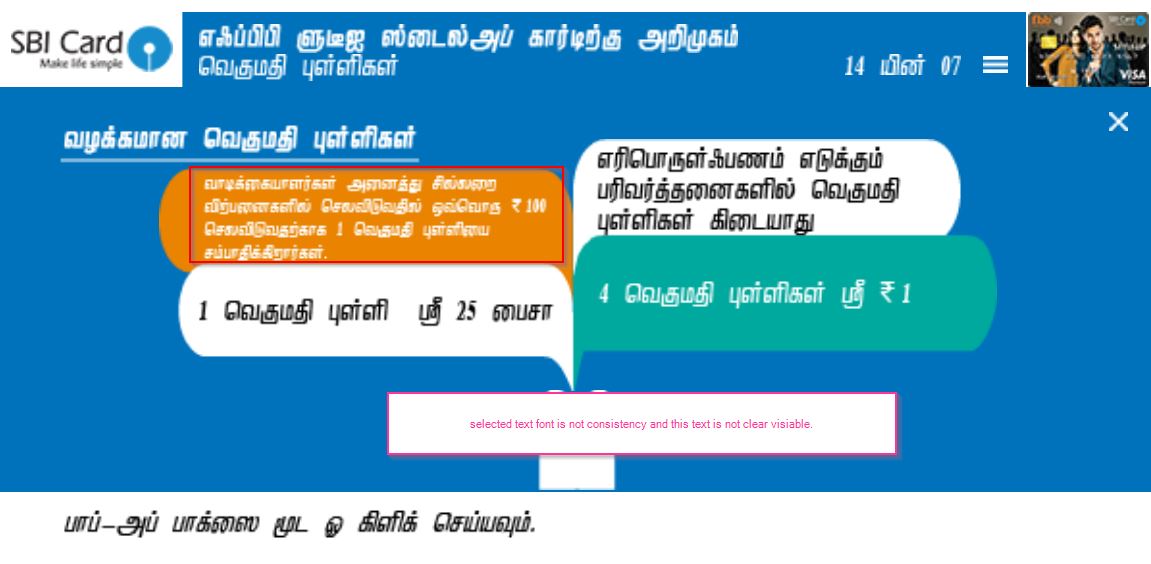 SBI Card
Make life simple
எஃப்பிபி ளுடீஐ ஸ்டைல்அப் கார்டிற்கு அறிமுகம்
வெகுமதி புள்ளிகள்
14 யின் 07
fbb
SBI Card
VISA
வழக்கமான வெகுமதி புள்ளிகள்
வாடிக்கையாளர்கள் அனைத்து சில்லறை
விற்பனைகளில் செலவிடுவதில் ஒவ்வொரு ₹ 100
செலவிடுவதற்காக 1 வெகுமதி புள்ளியை
சம்பாதிக்கிறார்கள்.
1 வெகுமதி புள்ளி ஸ்ரீ 25 பைசா
எரிபொருள்ஃபணம் எடுக்கும்
பரிவர்த்தனைகளில் வெகுமதி
புள்ளிகள் கிடையாது
4 வெகுமதி புள்ளிகள் ஸ்ரீ ₹ 1
selected text font is not consistency and this text is not clear visiable.
பாப்–அப் பாக்ஸை மூட ஓ கிளிக் செய்யவும்.